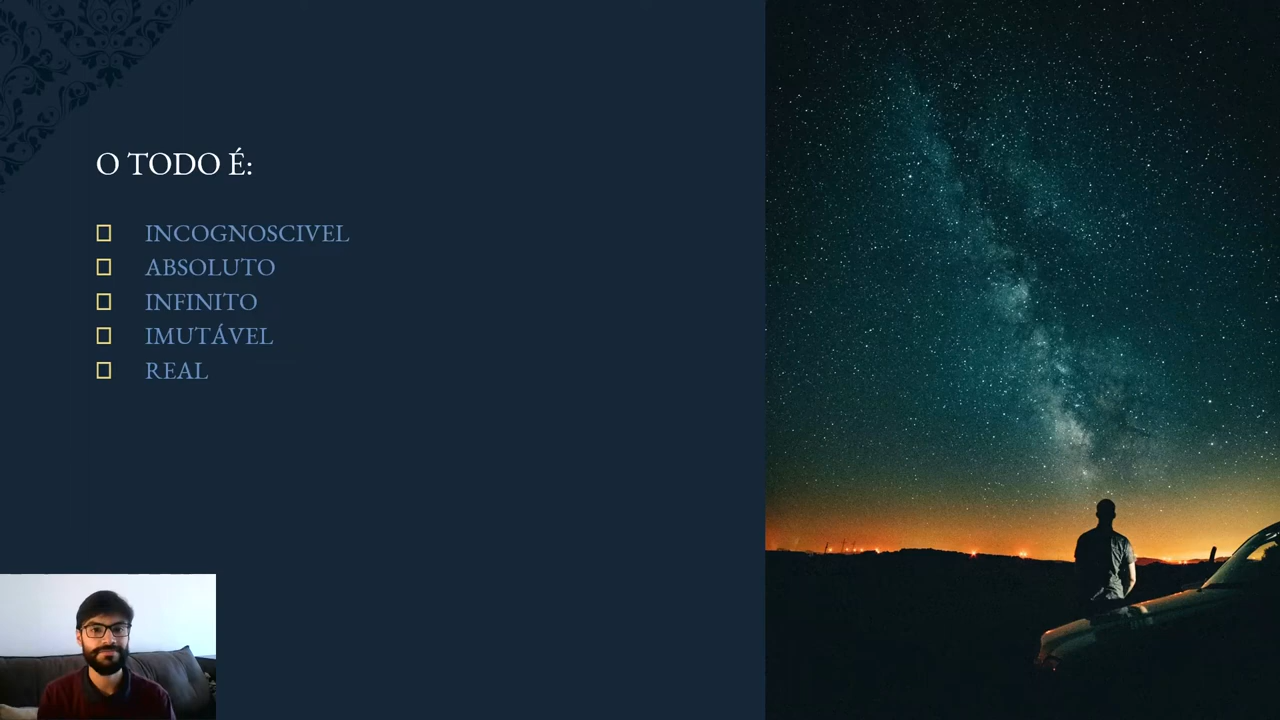 O TODO É:
INCOGNOSCIVEL
ABSOLUTO
INFINITO
IMUTÁVEL
REAL